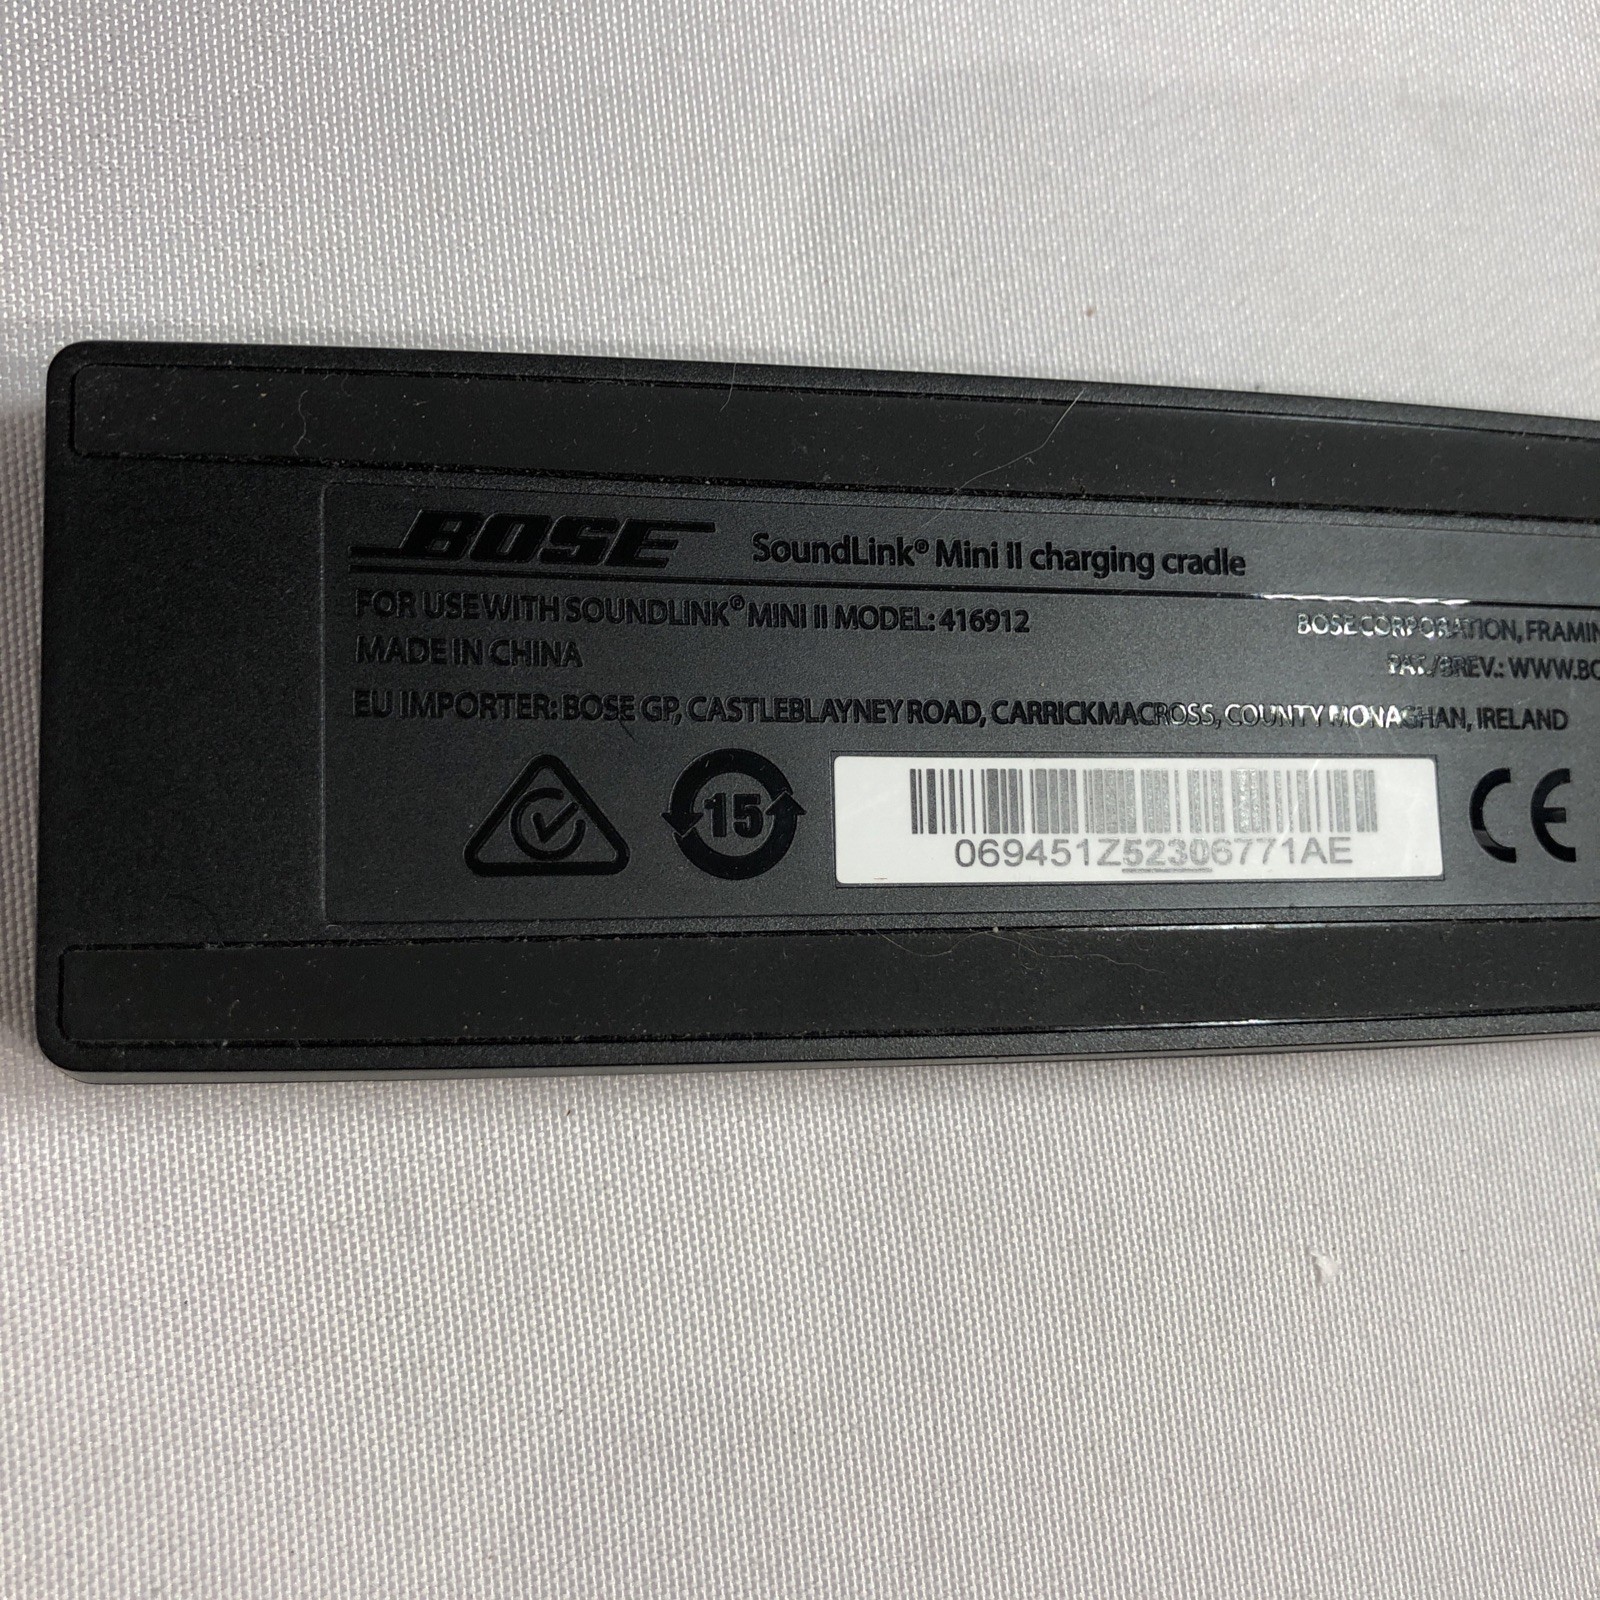 BOSE SoundLink® Mini II charging cradle
FOR USE WITH SOUNDLINK® MINI II MODEL: 416912
BOSE CORPORATION, FRAMIN
MADE IN CHINA
PAT./BREV.: WWW.BO
EU IMPORTER: BOSE GP, CASTLEBLAYNEY ROAD, CARRICKMACROSS, COUNTY MONAGHAN, IRELAND
15
069451Z52306771AE
CE